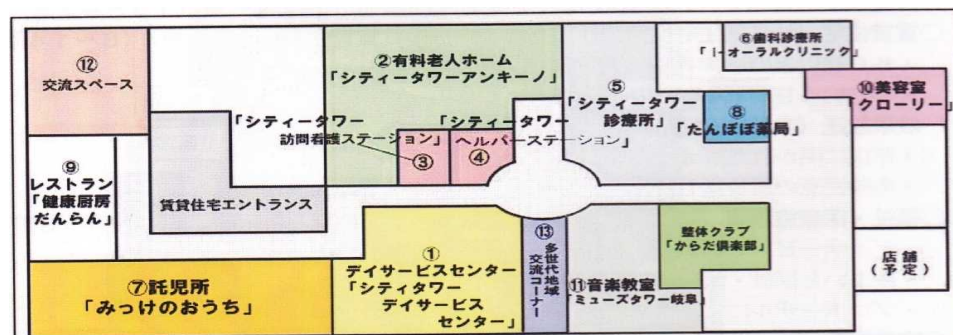 ⑫
交流スペース
②有料老人ホーム
「シティータワーアンキーノ」
⑥歯科診療所
「i-オーラルクリニック」
⑤
「シティータワー
診療所」
⑧
「たんぽぽ薬局」
⑩美容室
「クローリー」
「シティータワー
訪問看護ステーション」
③
「シティータワー
ヘルパーステーション」
④
⑨
レストラン
「健康厨房
だんらん」
賃貸住宅エントランス
①
デイサービスセンター
「シティタワー
デイサービス
センター」
⑬
多世代地域
交流コーナー
整体クラブ
「からだ倶楽部」
店舗
(予定)
⑦託児所
「みっけのおうち」
⑪音楽教室
「ミューズタワー岐阜」